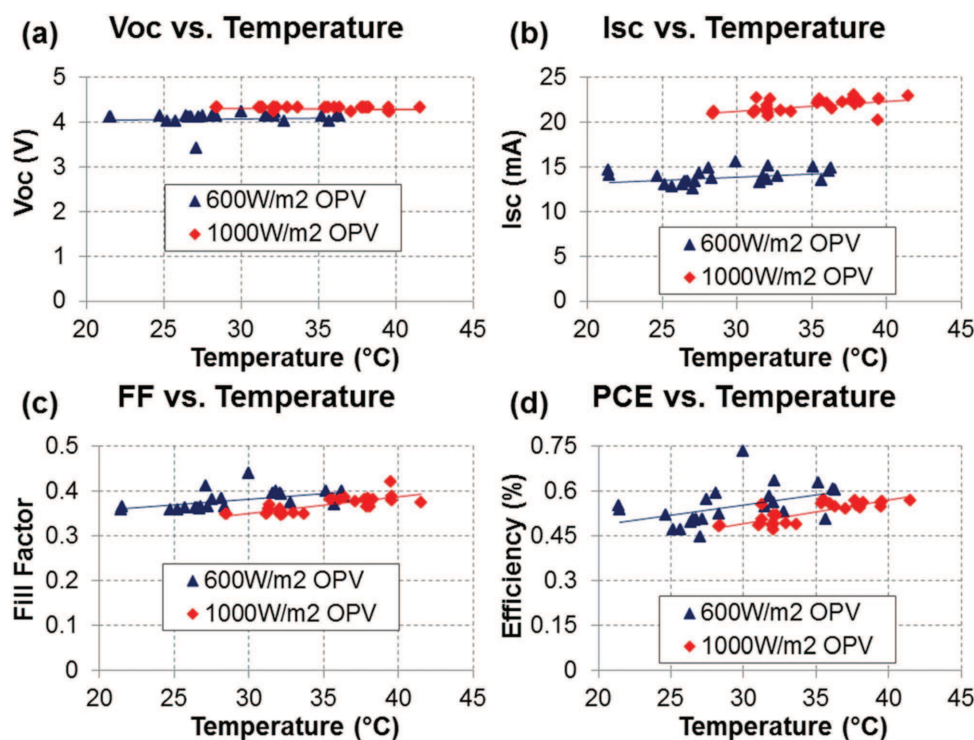 (a) Voc vs. Temperature
Voc (V)
5
4
3
2
1
0
600W/m2 OPV
1000W/m2 OPV
20 25 30 35 40 45
Temperature (°C)
(b) Isc vs. Temperature
Isc (mA)
25
20
15
10
5
0
600W/m2 OPV
1000W/m2 OPV
20 25 30 35 40 45
Temperature (°C)
(c) FF vs. Temperature
Fill Factor
0.5
0.4
0.3
0.2
0.1
0
600W/m2 OPV
1000W/m2 OPV
20 25 30 35 40 45
Temperature (°C)
(d) PCE vs. Temperature
Efficiency (%)
0.75
0.6
0.45
0.3
0.15
0
600W/m2 OPV
1000W/m2 OPV
20 25 30 35 40 45
Temperature (°C)